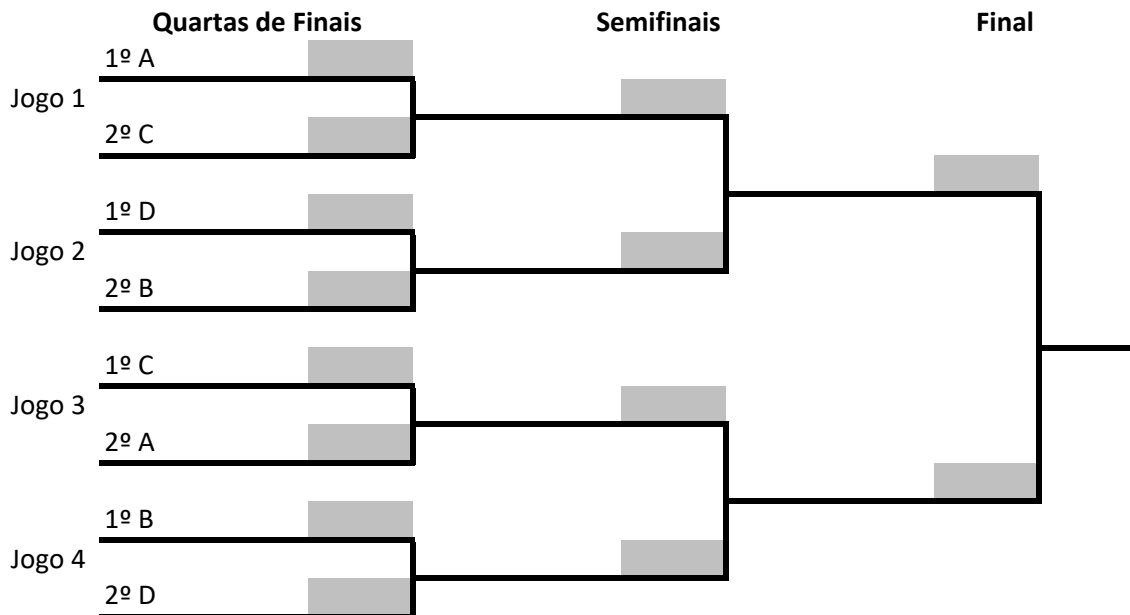 Quartas de Finais Semifinais Final
1º A
Jogo 1
2º C
1º D
Jogo 2
2º B
1º C
Jogo 3
2º A
1º B
Jogo 4
2º D